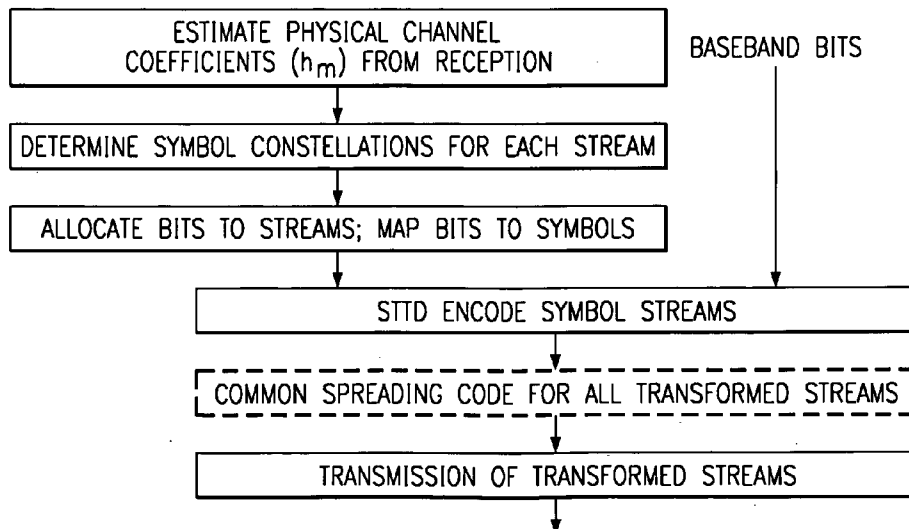 ESTIMATE PHYSICAL CHANNEL
COEFFICIENTS (hm) FROM RECEPTION
BASEBAND BITS
DETERMINE SYMBOL CONSTELLATIONS FOR EACH STREAM
ALLOCATE BITS TO STREAMS; MAP BITS TO SYMBOLS
STTD ENCODE SYMBOL STREAMS
COMMON SPREADING CODE FOR ALL TRANSFORMED STREAMS
TRANSMISSION OF TRANSFORMED STREAMS